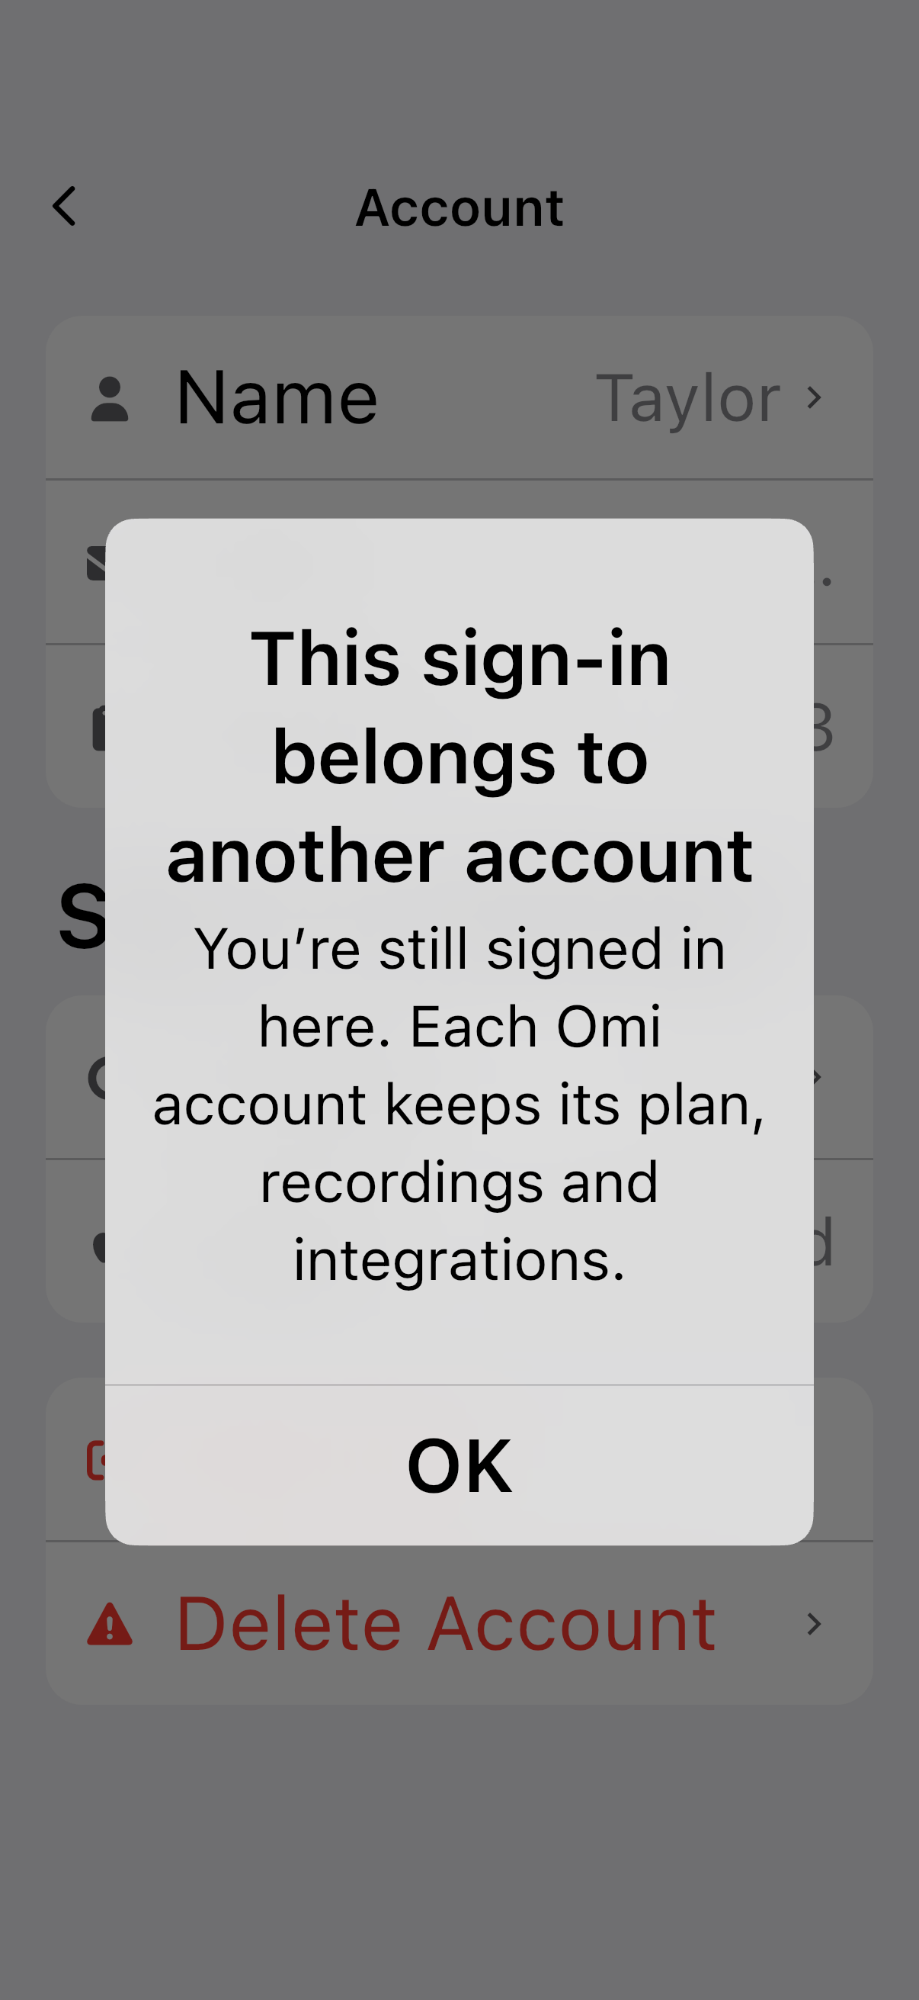 Account
Name
Taylor
This sign-in
belongs to
another account
You’re still signed in
here. Each Omi
account keeps its plan,
recordings and
integrations.
OK
Delete Account